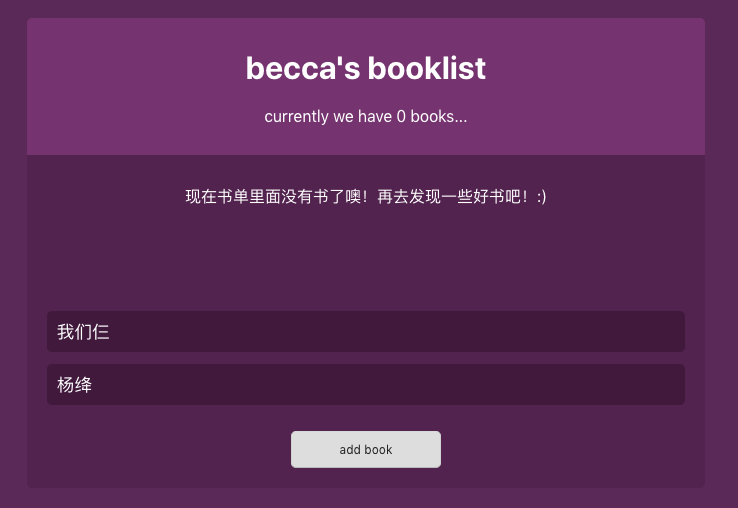 becca's booklist
currently we have 0 books...
现在书单里面没有书了噢！再去发现一些好书吧！:)
我们仨
杨绛
add book